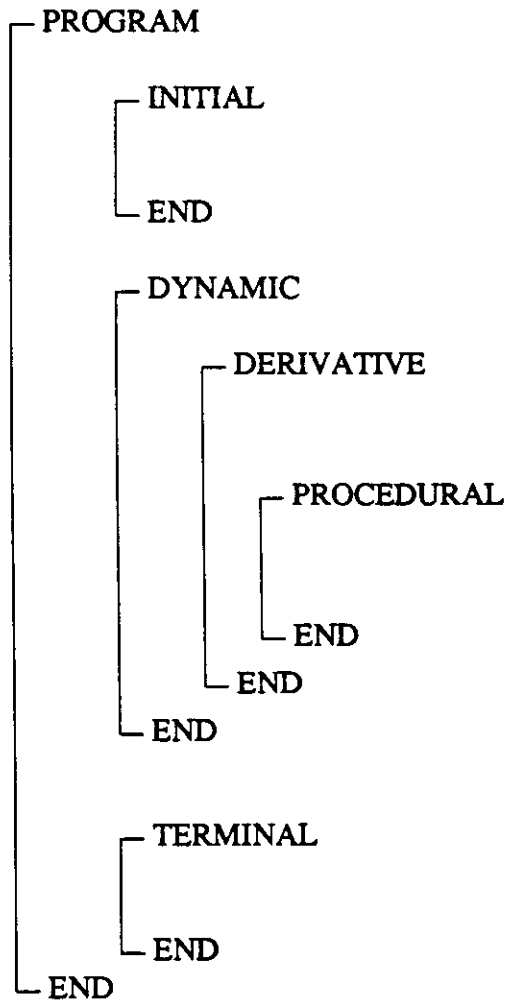 PROGRAM
INITIAL
END
DYNAMIC
DERIVATIVE
PROCEDURAL
END
END
END
TERMINAL
END
END